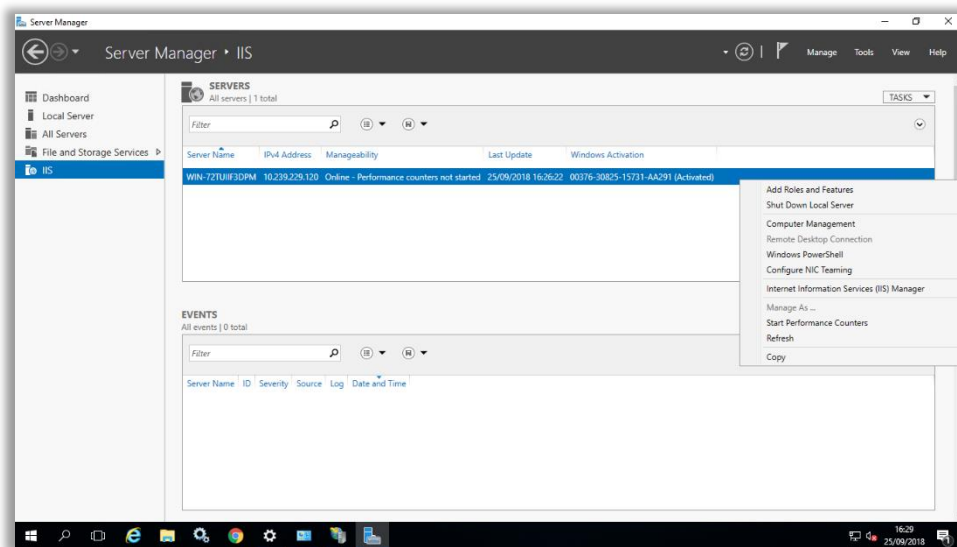 Server Manager
Server Manager • IIS
Manage Tools View Help
Dashboard
Local Server
All Servers
File and Storage Services
IIS
SERVERS
All servers | 1 total
TASKS
Filter
Server Name IPv4 Address Manageability Last Update Windows Activation
WIN-72TUIIF3DPM 10.239.229.120 Online - Performance counters not started 25/09/2018 16:26:22 00376-30825-15731-AA291 (Activated)
Add Roles and Features
Shut Down Local Server
Computer Management
Remote Desktop Connection
Windows PowerShell
Configure NIC Teaming
Internet Information Services (IIS) Manager
Manage As ...
Start Performance Counters
Refresh
Copy
EVENTS
All events | 0 total
Filter
Server Name ID Severity Source Log Date and Time
16:29
25/09/2018